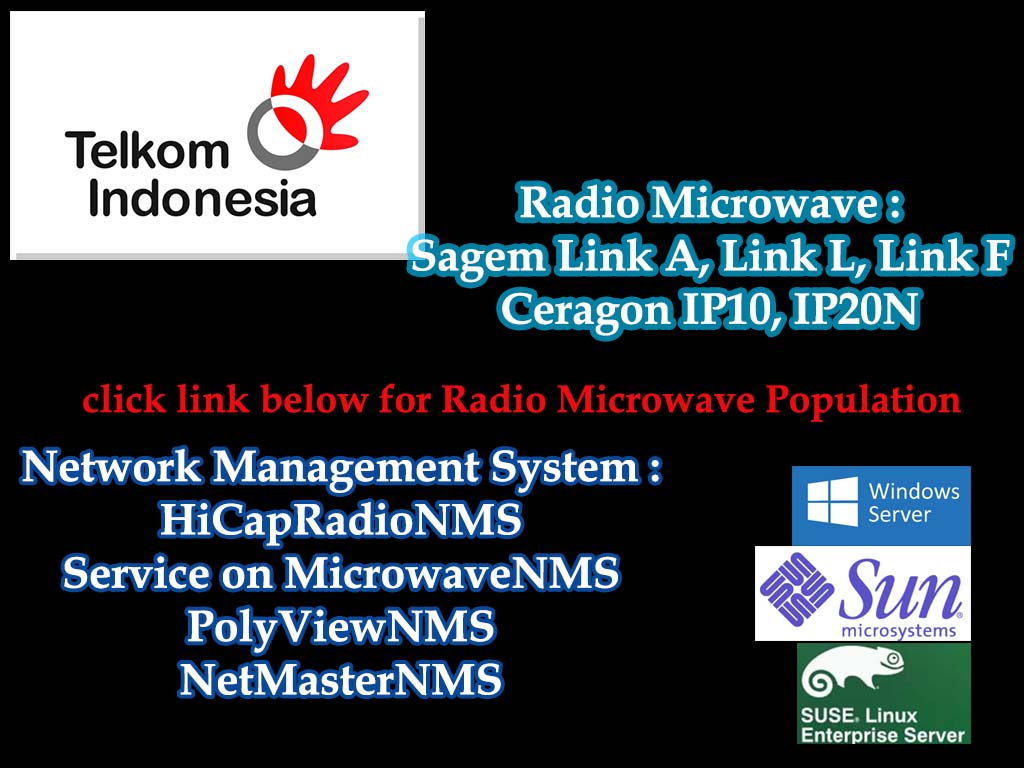 Telkom
Indonesia
Radio Microwave :
Sagem Link A, Link L, Link F
Ceragon IP10, IP20N
click link below for Radio Microwave Population
Network Management System :
HiCapRadioNMS
Service on MicrowaveNMS
PolyViewNMS
NetMasterNMS
Windows
Server
Sun
microsystems
SUSE® Linux
Enterprise Server